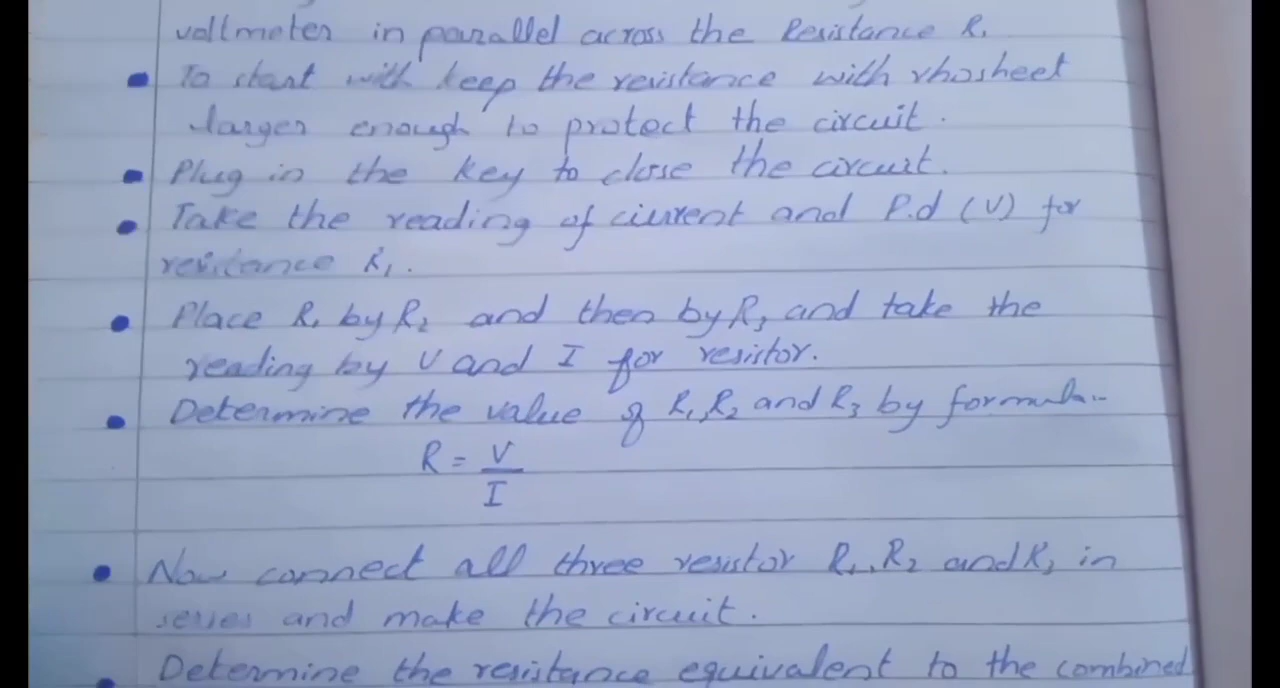 voltmeter in parallel across the Resistance R₁
• To start with keep the resistance with rhosheet
larger enough to protect the circuit.
• Plug in the key to close the circuit.
• Take the reading of current and P.d (V) for
resistance R₁.
• Place R₁ by R₂ and then by R₃ and take the
reading by V and I for resistor.
• Determine the value of R₁, R₂ and R₃ by formula..
R = V
I
• Now connect all three resistor R₁, R₂ and R₃ in
series and make the circuit.
• Determine the resistance equivalent to the combined